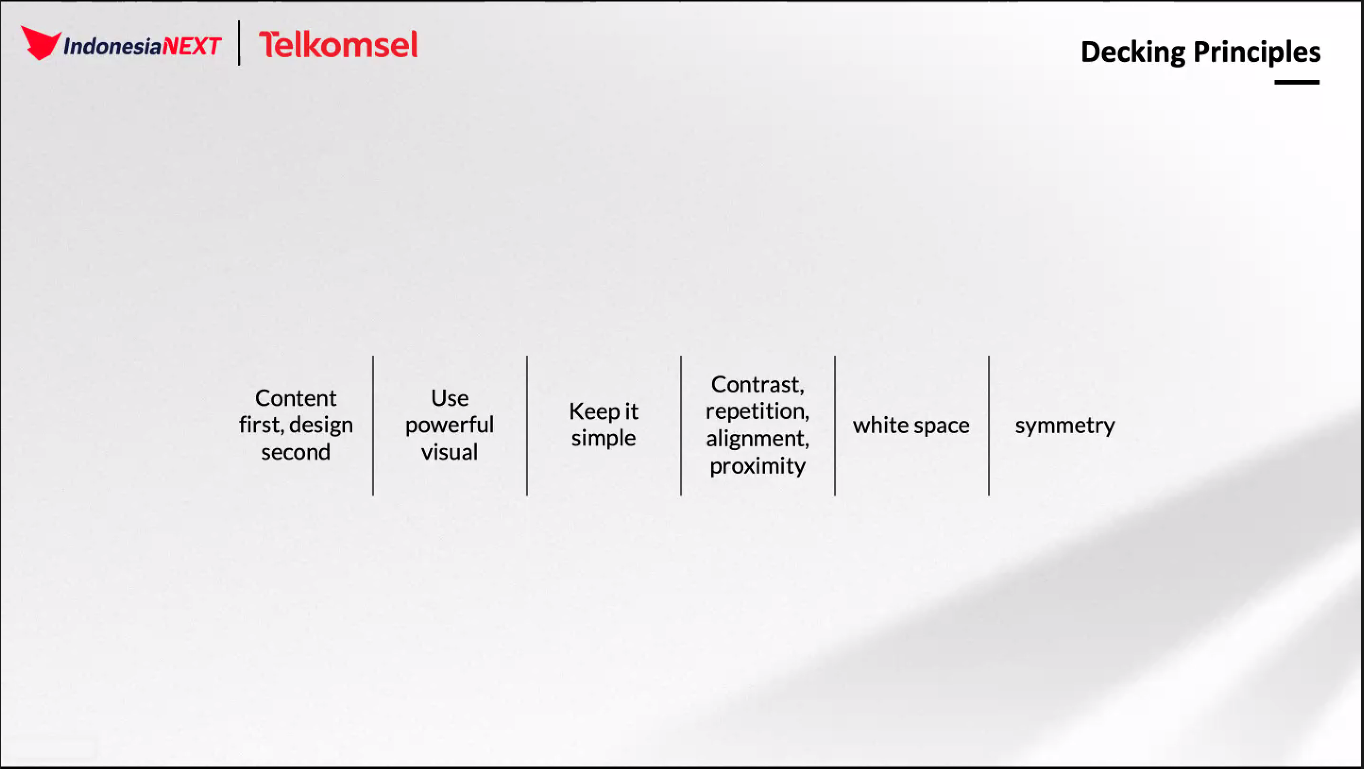 IndonesiaNEXT
Telkomsel
Decking Principles
Content
first, design
second
Use
powerful
visual
Keep it
simple
Contrast,
repetition,
alignment,
proximity
white space
symmetry